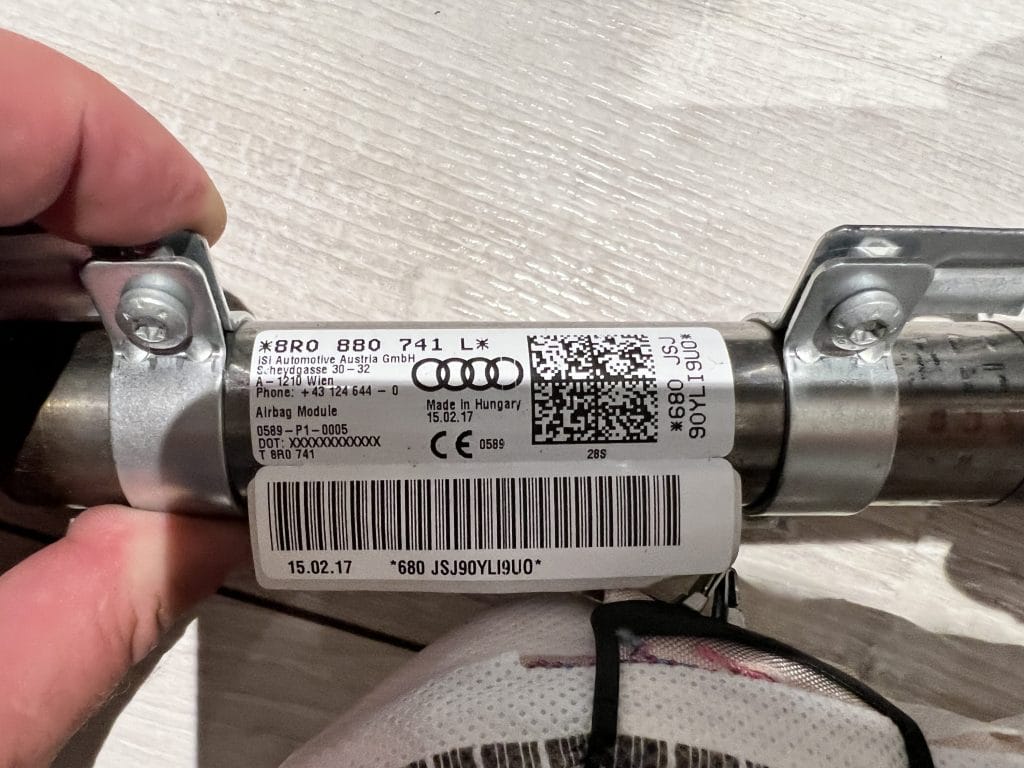 *8R0 880 741 L*
iSi Automotive Austria GmbH
Scheydgasse 30-32
A-1210 Wien
Phone: +43 124 644-0
Airbag Module
0589-P1-0005
DOT: XXXXXXXXXXXX
T 8R0 741
Made in Hungary
15.02.17
CE 0589
28S
*680 JSJ
90YLI9U0*
15.02.17 *680 JSJ90YLI9U0*